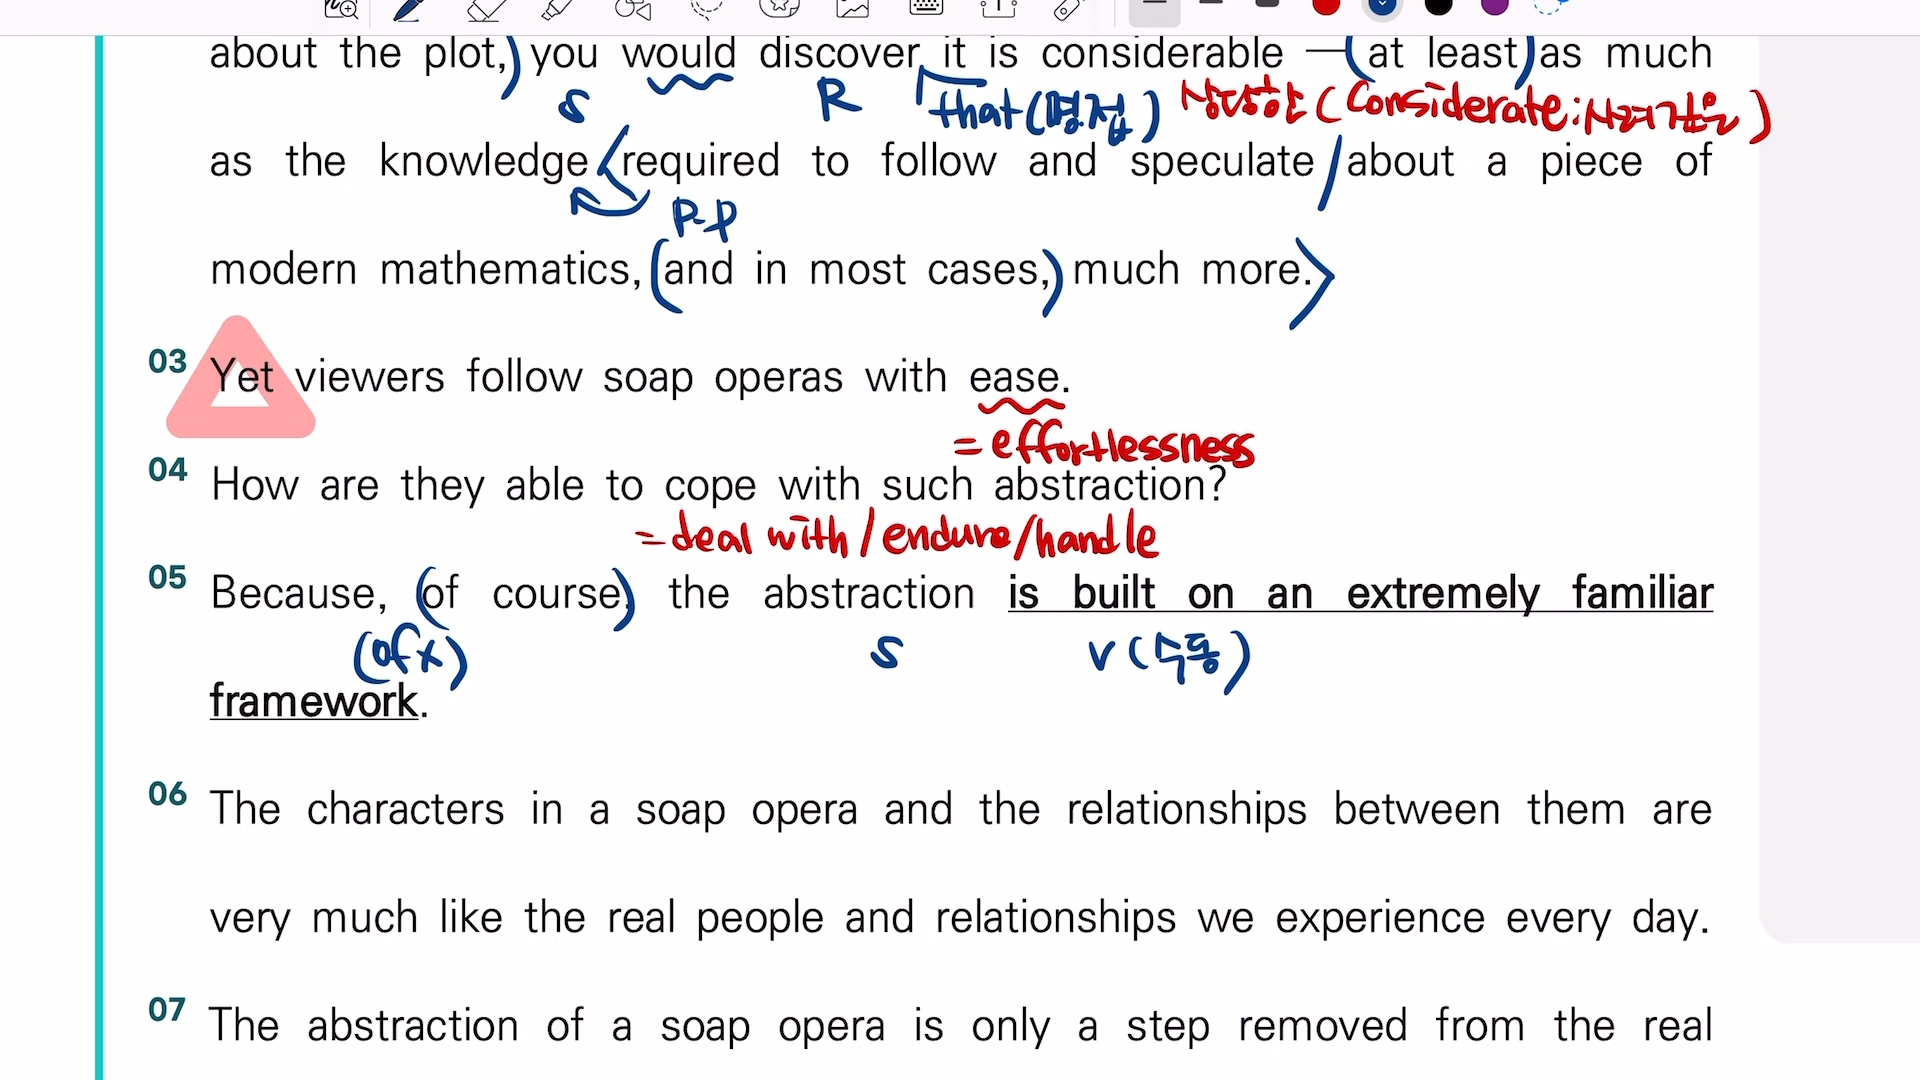 about the plot, you would discover it is considerable — at least as much
S R that(명접) 상당한 (Considerate: 사려깊은)
as the knowledge required to follow and speculate / about a piece of
P.P
modern mathematics, (and in most cases,) much more.
03 Yet viewers follow soap operas with ease.
= effortlessness
04 How are they able to cope with such abstraction?
= deal with / endure / handle
05 Because, (of course) the abstraction is built on an extremely familiar
(of x) S V (수동)
framework.
06 The characters in a soap opera and the relationships between them are
very much like the real people and relationships we experience every day.
07 The abstraction of a soap opera is only a step removed from the real